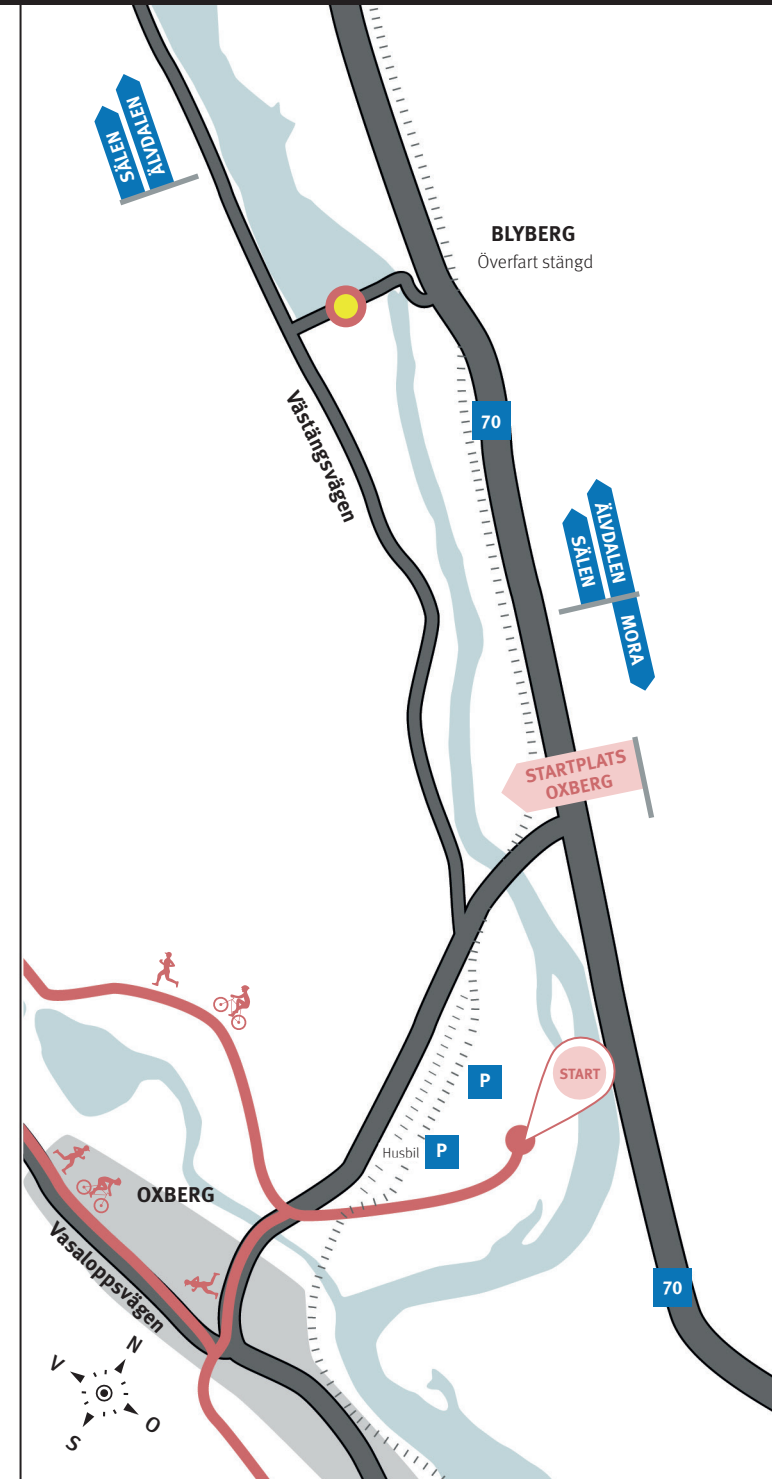 SÄLEN
ÄLVDALEN
BLYBERG
Överfart stängd
Västängsvägen
70
SÄLEN
ÄLVDALEN
MORA
STARTPLATS
OXBERG
START
P
Husbil
P
OXBERG
Vasaloppsvägen
70
N
V
O
S